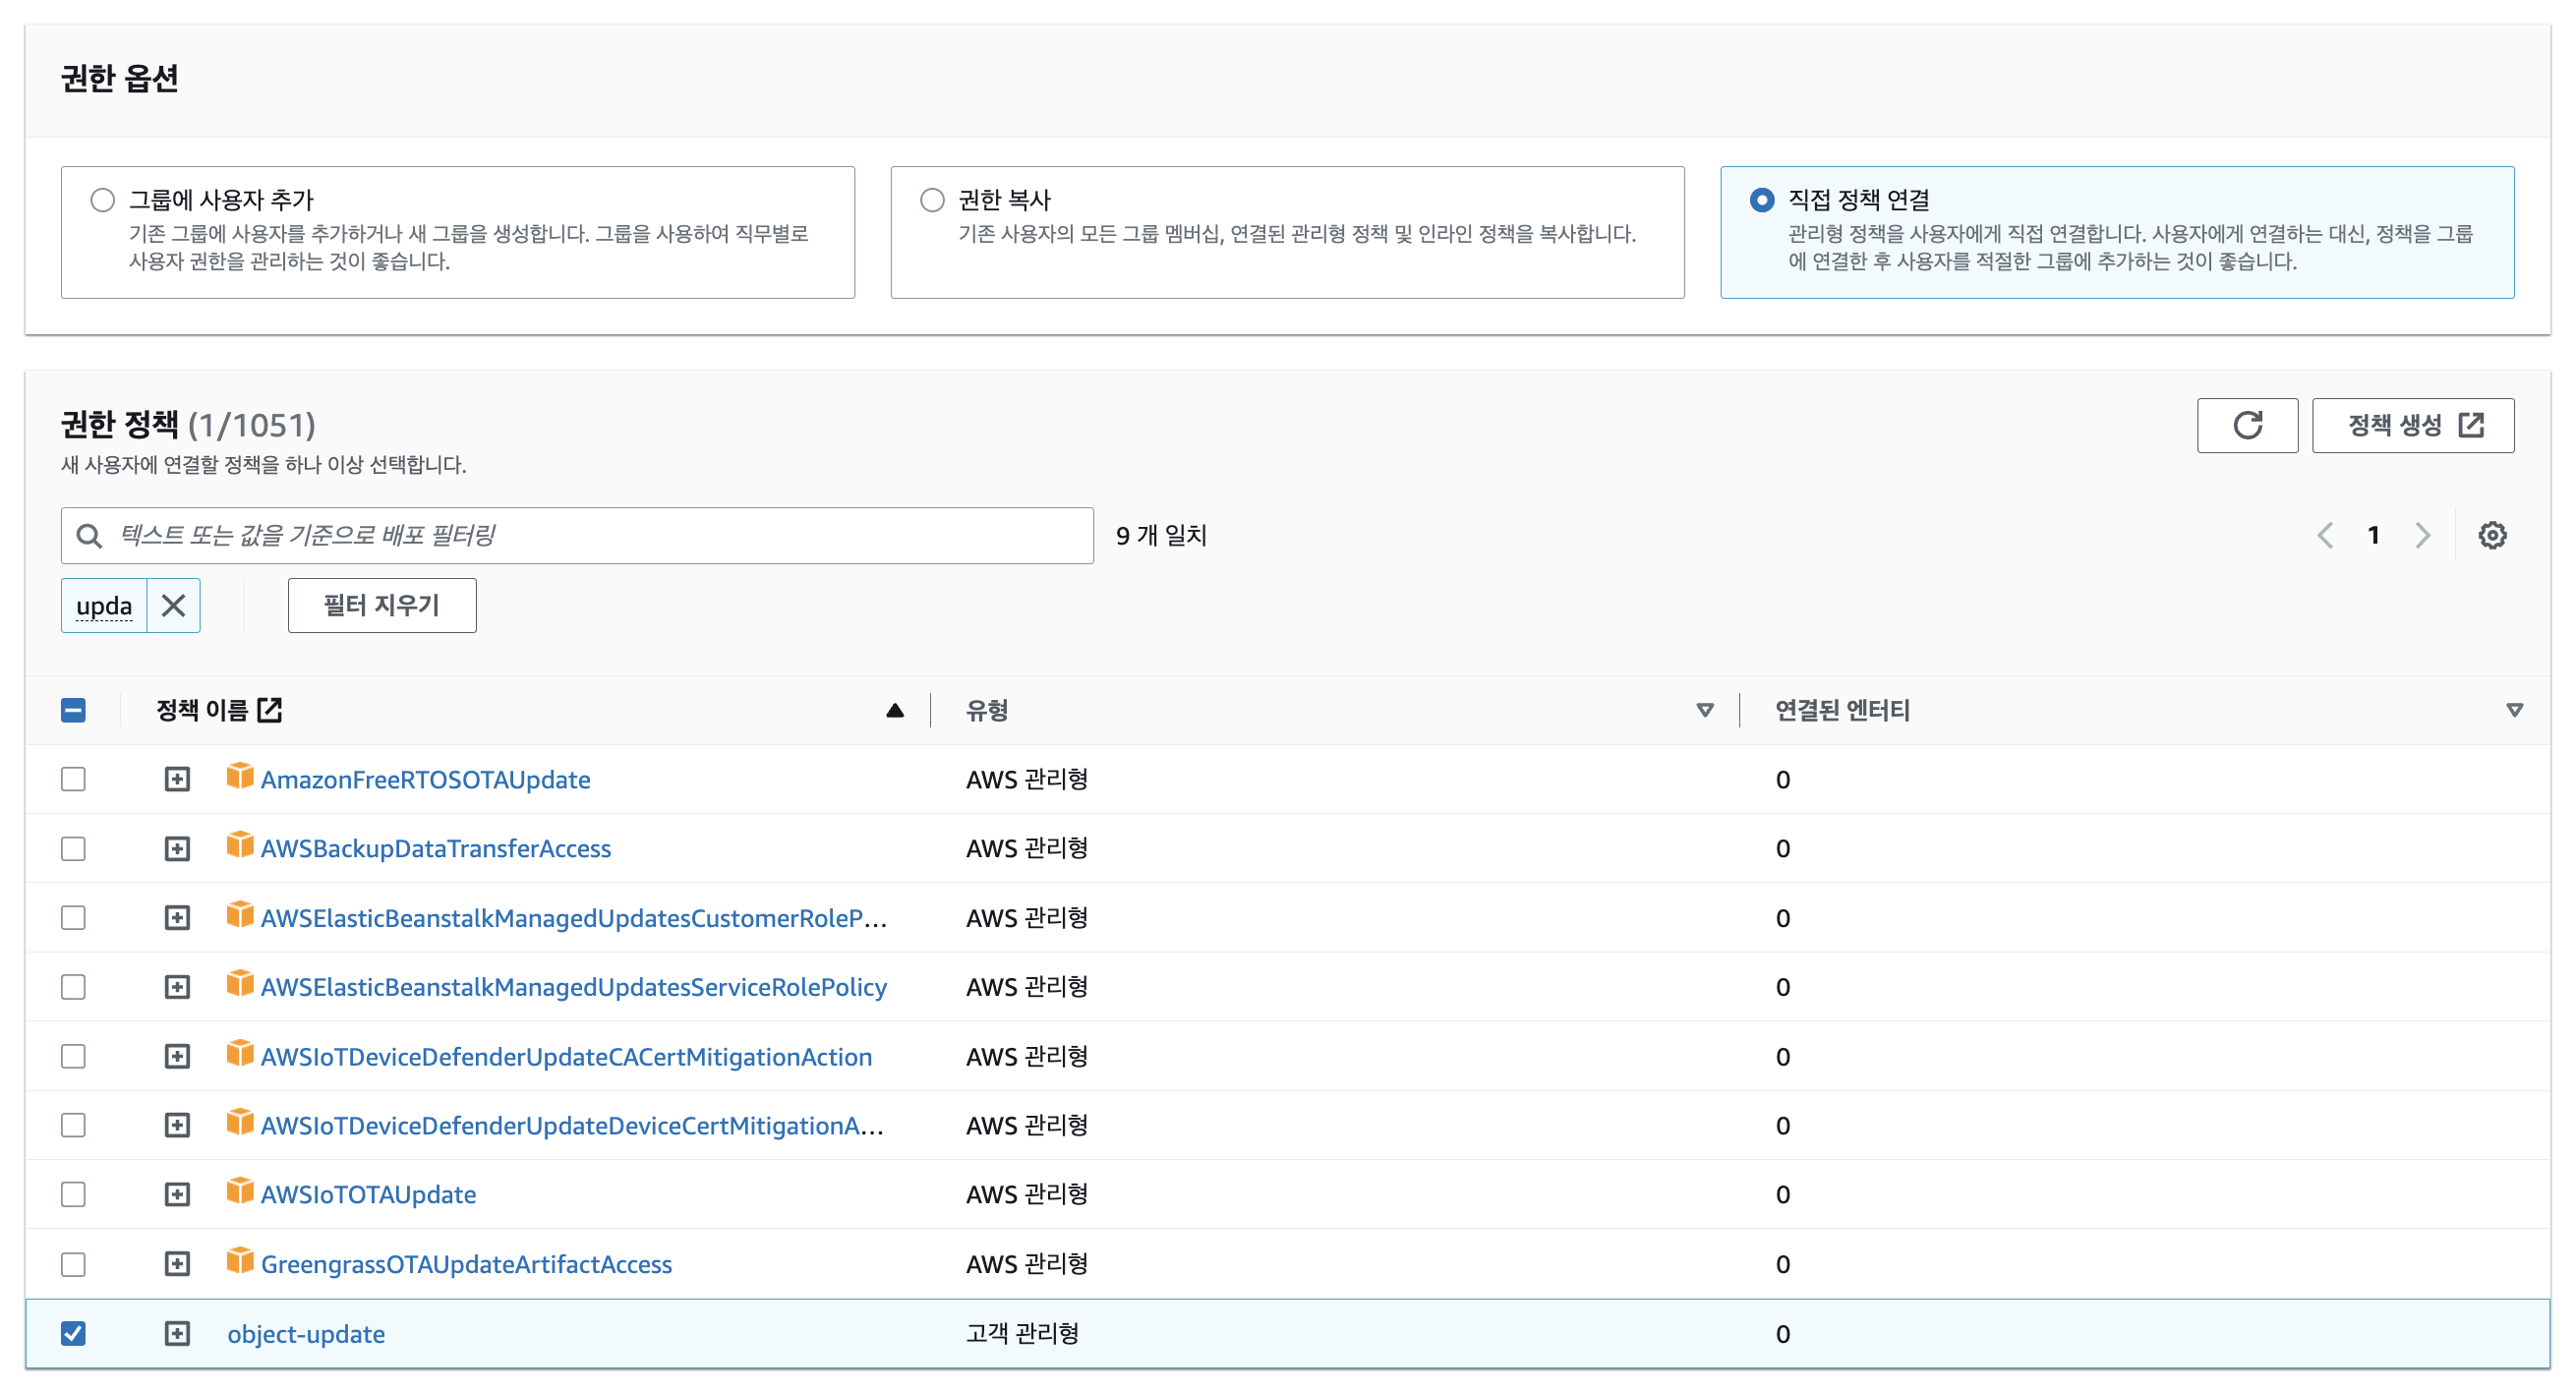 권한 옵션
그룹에 사용자 추가
기존 그룹에 사용자를 추가하거나 새 그룹을 생성합니다. 그룹을 사용하여 직무별로
사용자 권한을 관리하는 것이 좋습니다.
권한 복사
기존 사용자의 모든 그룹 멤버십, 연결된 관리형 정책 및 인라인 정책을 복사합니다.
직접 정책 연결
관리형 정책을 사용자에게 직접 연결합니다. 사용자에게 연결하는 대신, 정책을 그룹
에 연결한 후 사용자를 적절한 그룹에 추가하는 것이 좋습니다.
권한 정책 (1/1051)
새 사용자에 연결할 정책을 하나 이상 선택합니다.
정책 생성
텍스트 또는 값을 기준으로 배포 필터링
9 개 일치
1
upda
필터 지우기
정책 이름 유형 연결된 엔터티
AmazonFreeRTOSOTAUpdate AWS 관리형 0
AWSBackupDataTransferAccess AWS 관리형 0
AWSElasticBeanstalkManagedUpdatesCustomerRoleP... AWS 관리형 0
AWSElasticBeanstalkManagedUpdatesServiceRolePolicy AWS 관리형 0
AWSIoTDeviceDefenderUpdateCACertMitigationAction AWS 관리형 0
AWSIoTDeviceDefenderUpdateDeviceCertMitigationA... AWS 관리형 0
AWSIoTOTAUpdate AWS 관리형 0
GreengrassOTAUpdateArtifactAccess AWS 관리형 0
object-update 고객 관리형 0